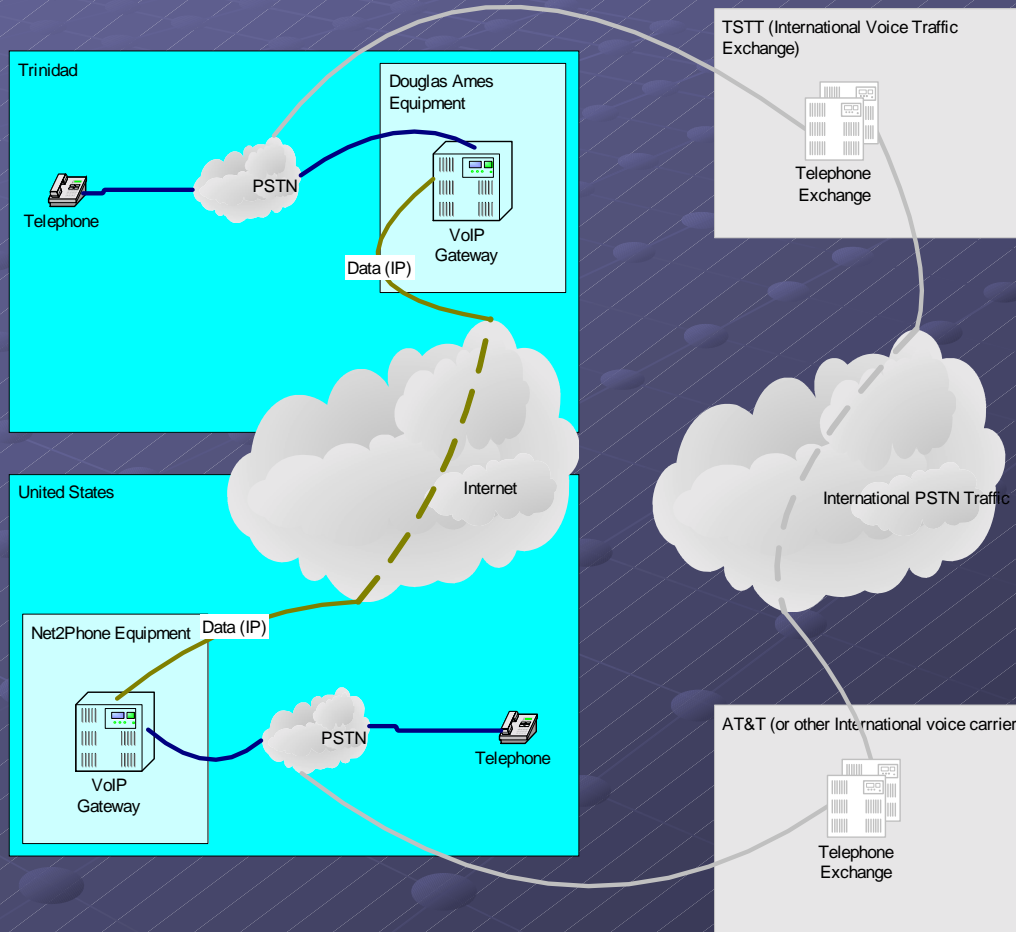 TSTT (International Voice Traffic
Exchange)
Trinidad
Douglas Ames
Equipment
PSTN
Telephone
Telephone
Exchange
VoIP
Gateway
Data (IP)
United States
Internet
International PSTN Traffic
Net2Phone Equipment
Data (IP)
PSTN
Telephone
VoIP
Gateway
AT&T (or other International voice carrier
Telephone
Exchange